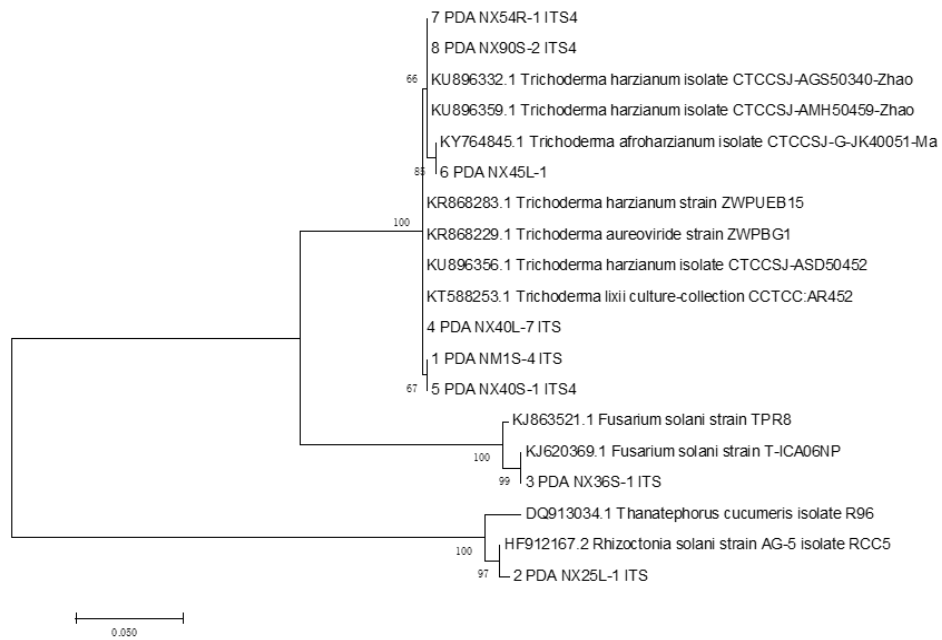 7 PDA NX54R-1 ITS4
8 PDA NX90S-2 ITS4
66
KU896332.1 Trichoderma harzianum isolate CTCCSJ-AGS50340-Zhao
KU896359.1 Trichoderma harzianum isolate CTCCSJ-AMH50459-Zhao
KY764845.1 Trichoderma afroharzianum isolate CTCCSJ-G-JK40051-Ma
85
6 PDA NX45L-1
KR868283.1 Trichoderma harzianum strain ZWPUEB15
100
KR868229.1 Trichoderma aureoviride strain ZWPBG1
KU896356.1 Trichoderma harzianum isolate CTCCSJ-ASD50452
KT588253.1 Trichoderma lixii culture-collection CCTCC:AR452
4 PDA NX40L-7 ITS
1 PDA NM1S-4 ITS
67
5 PDA NX40S-1 ITS4
KJ863521.1 Fusarium solani strain TPR8
100
KJ620369.1 Fusarium solani strain T-ICA06NP
99
3 PDA NX36S-1 ITS
DQ913034.1 Thanatephorus cucumeris isolate R96
100
HF912167.2 Rhizoctonia solani strain AG-5 isolate RCC5
97
2 PDA NX25L-1 ITS
0.050